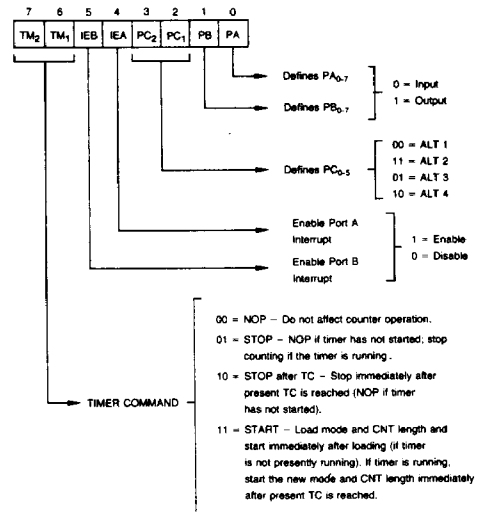 7 6 5 4 3 2 1 0
TM₂ TM₁ IEB IEA PC₂ PC₁ PB PA
Defines PA₀₋₇
Defines PB₀₋₇
0 = Input
1 = Output
Defines PC₀₋₅
00 = ALT 1
11 = ALT 2
01 = ALT 3
10 = ALT 4
Enable Port A
Interrupt
Enable Port B
Interrupt
1 = Enable
0 = Disable
TIMER COMMAND
00 = NOP – Do not affect counter operation.
01 = STOP – NOP if timer has not started; stop
counting if the timer is running.
10 = STOP after TC – Stop immediately after
present TC is reached (NOP if timer
has not started).
11 = START – Load mode and CNT length and
start immediately after loading (if timer
is not presently running). If timer is running,
start the new mode and CNT length immediately
after present TC is reached.